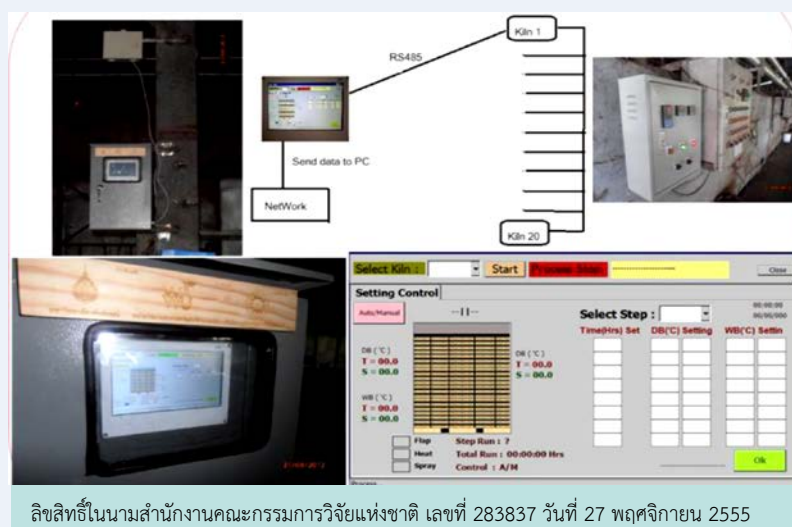 Kiln 1
RS485
Send data to PC
NetWork
Kiln 20
Select Kiln :
Start
Close
Setting Control
Auto/Manual
--||--
Select Step :
00:00:00
00/00/000
Time(Hrs) Set
DB(°C) Setting
WB(°C) Settin
DB (°C)
T = 00.0
S = 00.0
DB (°C)
T = 00.0
S = 00.0
WB (°C)
T = 00.0
S = 00.0
Flap
Step Run : ?
Heat
Total Run : 00:00:00 Hrs
Spray
Control : A/M
Ok
ลิขสิทธิ์ในนามสำนักงานคณะกรรมการวิจัยแห่งชาติ เลขที่ 283837 วันที่ 27 พฤศจิกายน 2555